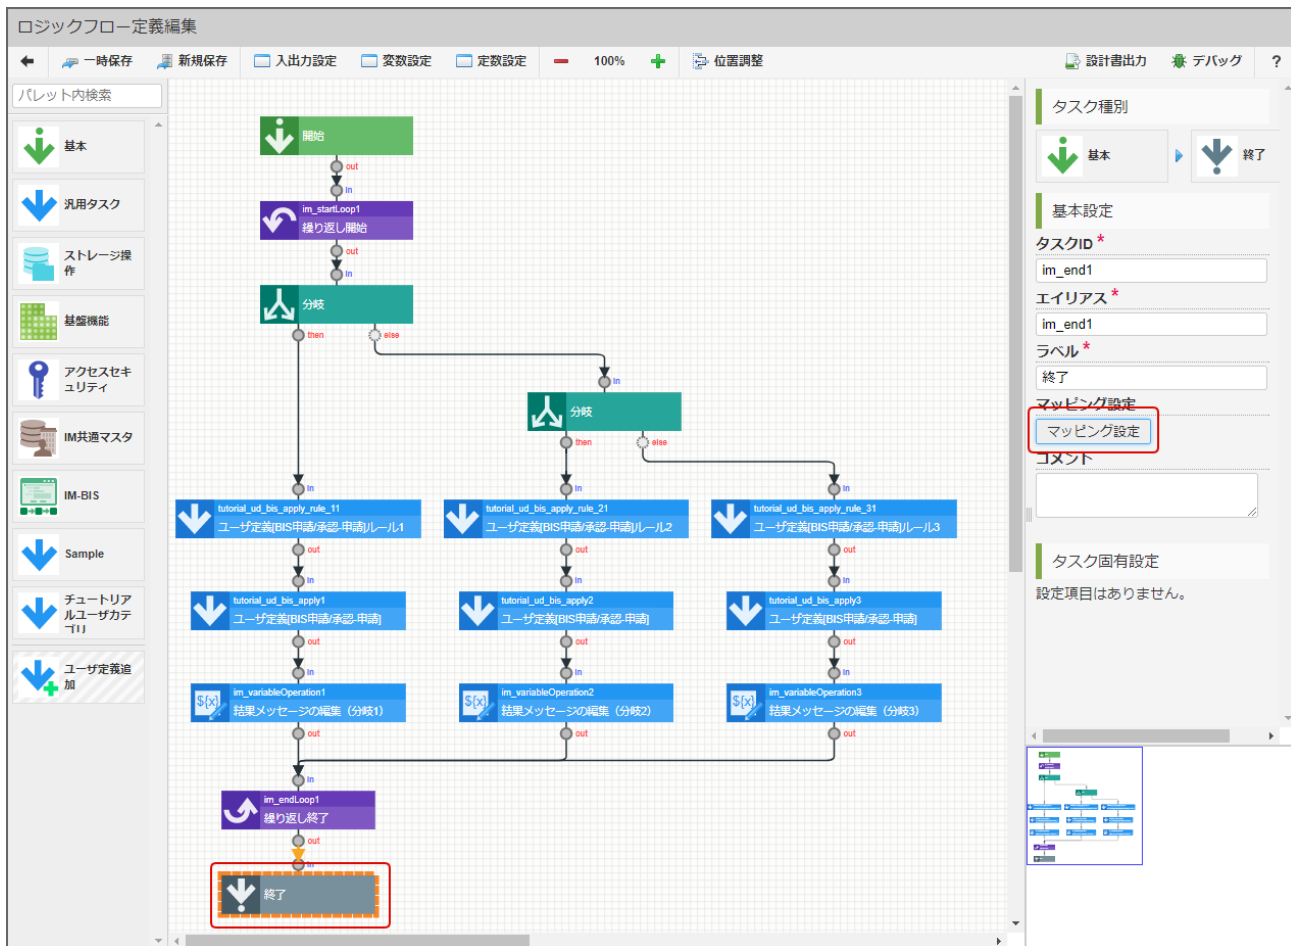 ロジックフロー定義編集
一時保存 新規保存 入出力設定 変数設定 定数設定 100% 位置調整 設計書出力 デバッグ ?
パレット内検索
基本
汎用タスク
ストレージ操
作
基盤機能
アクセスセキ
ュリティ
IM共通マスタ
IM-BIS
Sample
チュートリア
ルユーザカテ
ゴリ
ユーザ定義追
加
開始
out
in
im_startLoop1
繰り返し開始
out
in
分岐
then else
in
分岐
then else
in in in
tutorial_ud_bis_apply_rule_11 tutorial_ud_bis_apply_rule_21 tutorial_ud_bis_apply_rule_31
ユーザ定義[BIS申請/承認-申請]ルール1 ユーザ定義[BIS申請/承認-申請]ルール2 ユーザ定義[BIS申請/承認-申請]ルール3
out out out
in in in
tutorial_ud_bis_apply1 tutorial_ud_bis_apply2 tutorial_ud_bis_apply3
ユーザ定義[BIS申請/承認-申請] ユーザ定義[BIS申請/承認-申請] ユーザ定義[BIS申請/承認-申請]
out out out
in in in
im_variableOperation1 im_variableOperation2 im_variableOperation3
${x} 結果メッセージの編集（分岐1） ${x} 結果メッセージの編集（分岐2） ${x} 結果メッセージの編集（分岐3）
out out out
in
im_endLoop1
繰り返し終了
out
in
終了
タスク種別
基本 終了
基本設定
タスクID *
im_end1
エイリアス *
im_end1
ラベル *
終了
マッピング設定
マッピング設定
コメント
タスク固有設定
設定項目はありません。